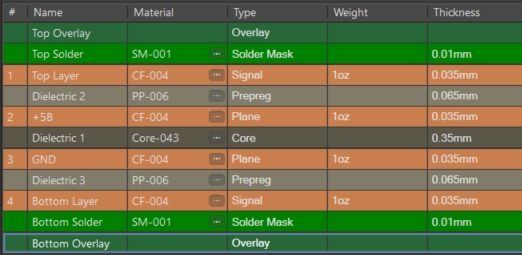 # Name Material Type Weight Thickness
Top Overlay Overlay
Top Solder SM-001 ... Solder Mask 0.01mm
1 Top Layer CF-004 ... Signal 1oz 0.035mm
Dielectric 2 PP-006 ... Prepreg 0.065mm
2 +5B CF-004 ... Plane 1oz 0.035mm
Dielectric 1 Core-043 ... Core 0.35mm
3 GND CF-004 ... Plane 1oz 0.035mm
Dielectric 3 PP-006 ... Prepreg 0.065mm
4 Bottom Layer CF-004 ... Signal 1oz 0.035mm
Bottom Solder SM-001 ... Solder Mask 0.01mm
Bottom Overlay Overlay